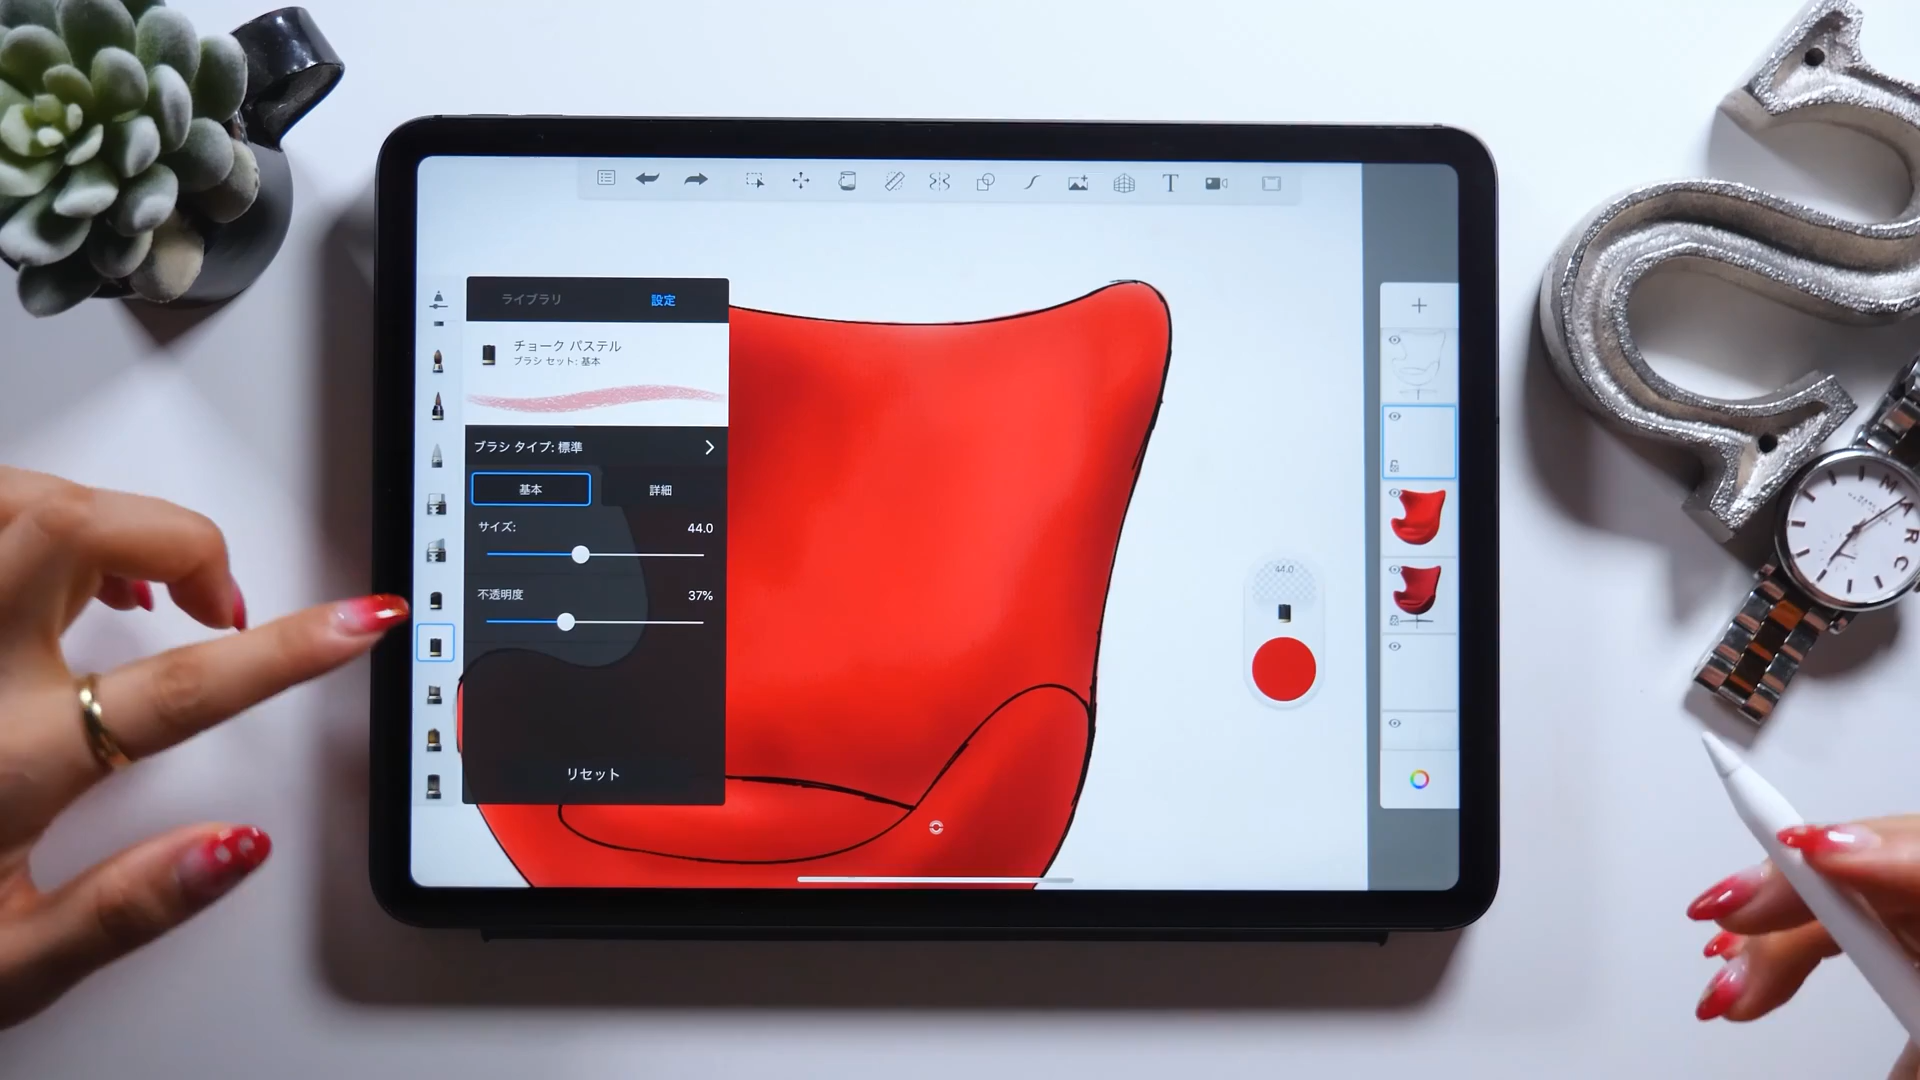 T
ライブラリ 設定
チョーク パステル
ブラシ セット: 基本
ブラシ タイプ: 標準
基本 詳細
サイズ: 44.0
不透明度 37%
リセット
44.0
S
MARC